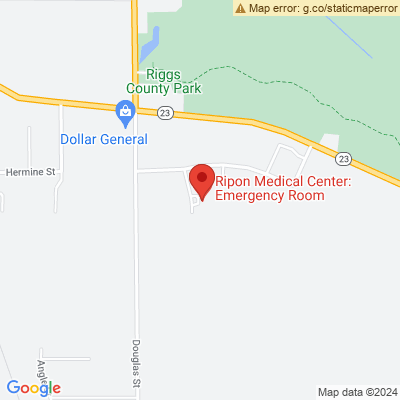 Map error: g.co/staticmaperror
Riggs
County Park
23
Dollar General
23
Hermine St
Ripon Medical Center:
Emergency Room
Douglas St
Google
Map data ©2024